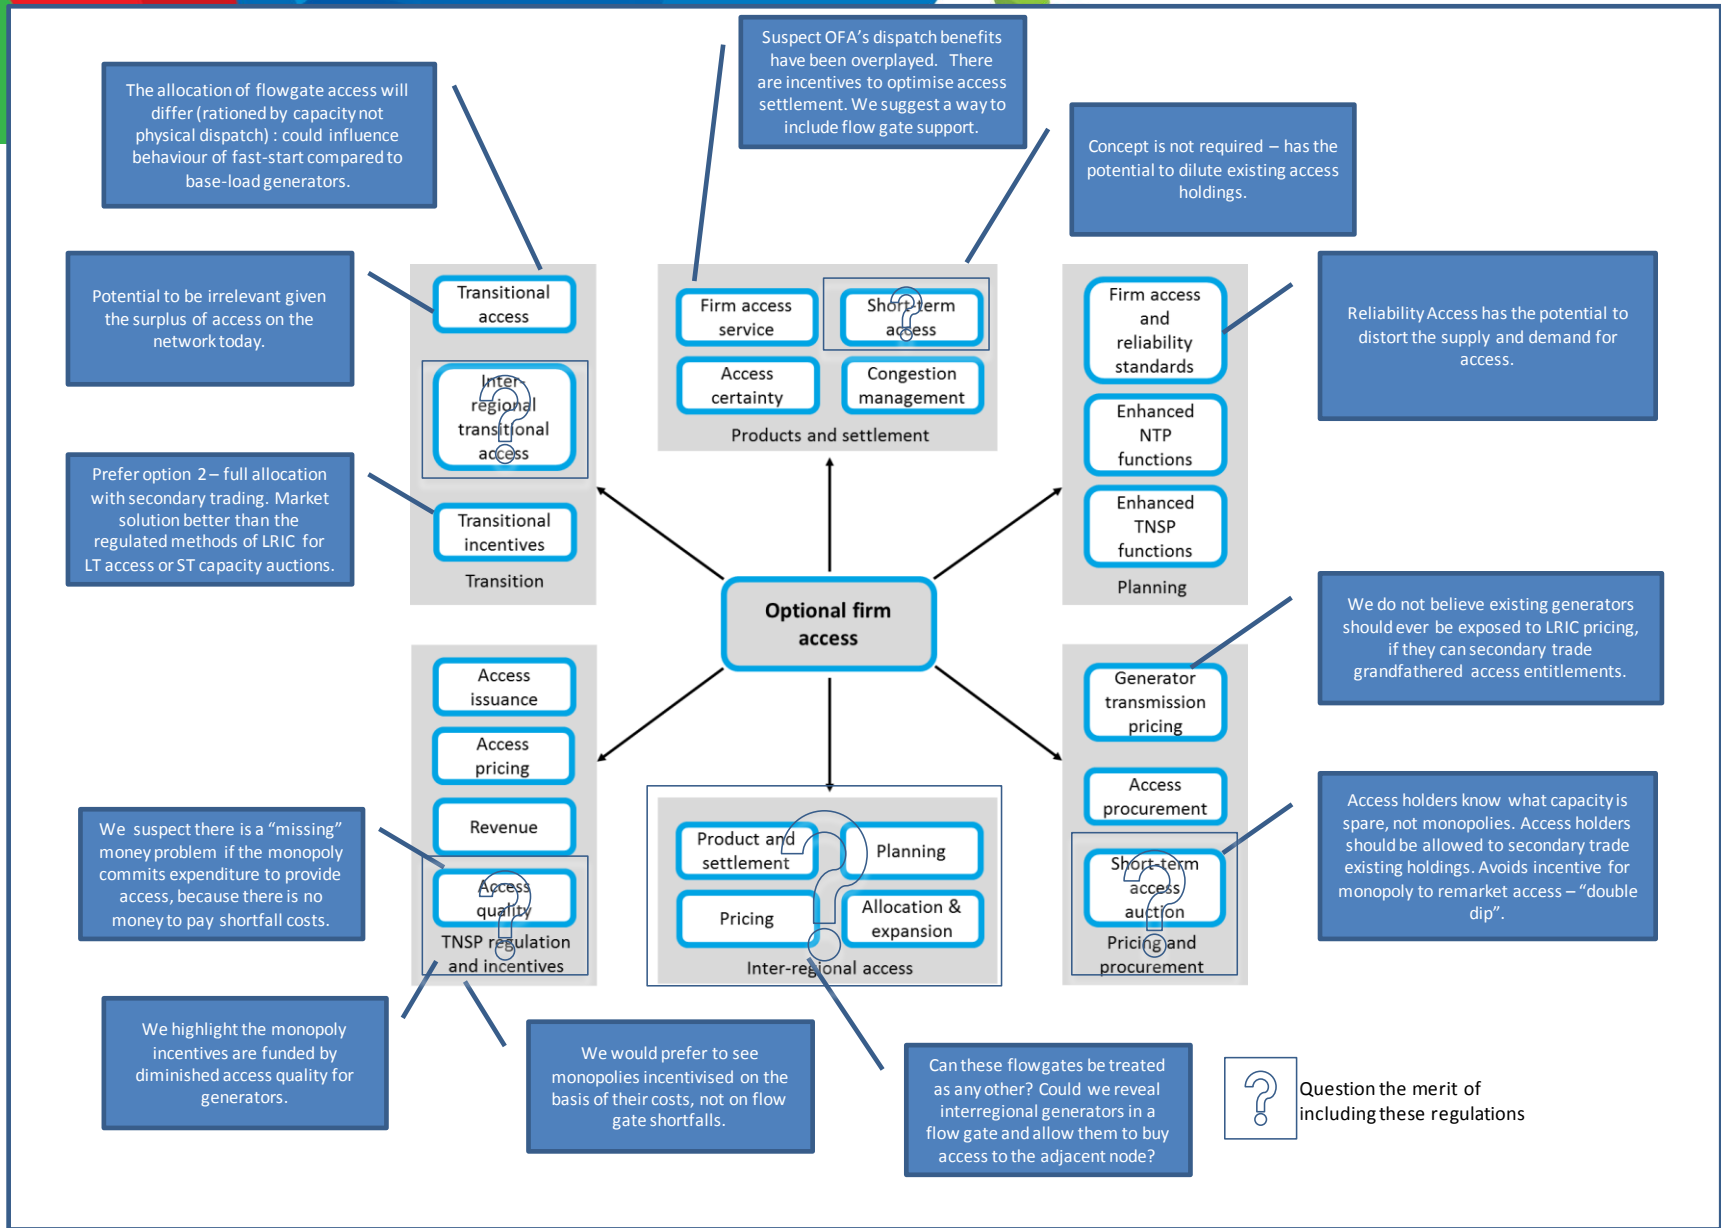 Suspect OFA's dispatch benefits
have been overplayed. There
are incentives to optimise access
settlement. We suggest a way to
include flow gate support.
The allocation of flowgate access will
differ (rationed by capacity not
physical dispatch) : could influence
behaviour of fast-start compared to
base-load generators.
Concept is not required – has the
potential to dilute existing access
holdings.
Potential to be irrelevant given
the surplus of access on the
network today.
Transitional
access
Inter-
regional
transitional
access
Transitional
incentives
Transition
Firm access
service
Short-term
access
?
Access
certainty
Congestion
management
Products and settlement
Firm access
and
reliability
standards
Enhanced
NTP
functions
Enhanced
TNSP
functions
Planning
Reliability Access has the potential to
distort the supply and demand for
access.
?
Prefer option 2 – full allocation
with secondary trading. Market
solution better than the
regulated methods of LRIC for
LT access or ST capacity auctions.
Optional firm
access
We do not believe existing generators
should ever be exposed to LRIC pricing,
if they can secondary trade
grandfathered access entitlements.
Access
issuance
Access
pricing
Revenue
Access
quality
?
TNSP regulation
and incentives
Product and
settlement
Planning
Pricing
Allocation &
expansion
?
Inter-regional access
Generator
transmission
pricing
Access
procurement
Short-term
access
auction
?
Pricing and
procurement
Access holders know what capacity is
spare, not monopolies. Access holders
should be allowed to secondary trade
existing holdings. Avoids incentive for
monopoly to remarket access – "double
dip".
We suspect there is a "missing"
money problem if the monopoly
commits expenditure to provide
access, because there is no
money to pay shortfall costs.
We highlight the monopoly
incentives are funded by
diminished access quality for
generators.
We would prefer to see
monopolies incentivised on the
basis of their costs, not on flow
gate shortfalls.
Can these flowgates be treated
as any other? Could we reveal
interregional generators in a
flow gate and allow them to buy
access to the adjacent node?
?
Question the merit of
including these regulations